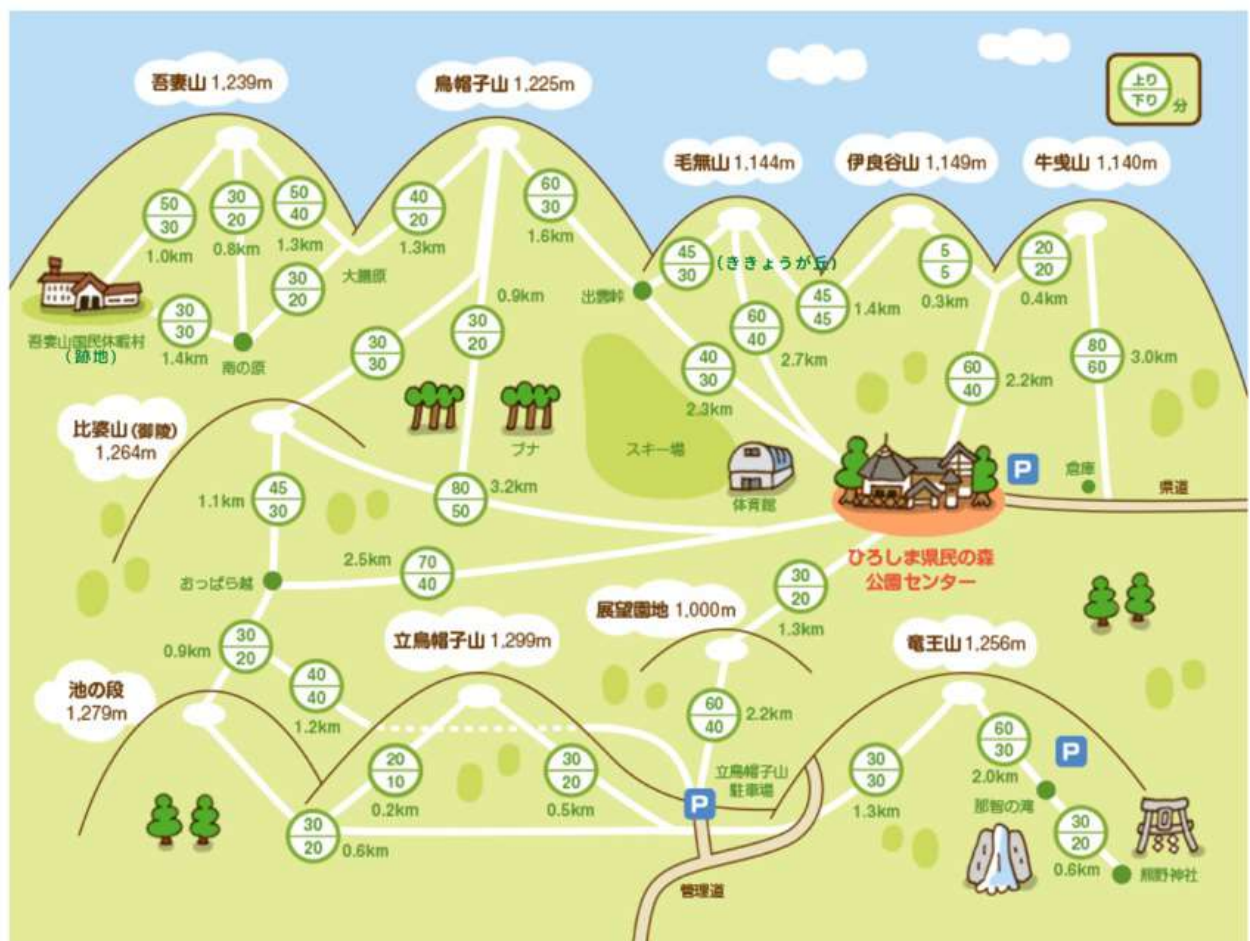 吾妻山 1,239m
烏帽子山 1,225m
上り
下り
分
毛無山 1,144m
伊良谷山 1,149m
牛曳山 1,140m
50
30
1.0km
30
20
0.8km
50
40
1.3km
40
20
1.3km
60
30
1.6km
大膳原
45
30
(ききょうが丘)
45
45
1.4km
5
5
0.3km
20
20
0.4km
出雲峠
吾妻山国民休暇村
(跡地)
30
30
1.4km
南の原
30
20
30
30
0.9km
30
20
60
40
2.7km
40
30
2.3km
60
40
2.2km
80
60
3.0km
比婆山(御陵)
1,264m
ブナ
スキー場
体育館
P
倉庫
県道
ひろしま県民の森
公園センター
1.1km
45
30
80
50
3.2km
おっぱら越
2.5km
70
40
展望園地 1,000m
30
20
1.3km
0.9km
30
20
立烏帽子山 1,299m
竜王山 1,256m
池の段
1,279m
40
40
1.2km
60
40
2.2km
20
10
0.2km
30
20
0.5km
立烏帽子山
駐車場
P
30
30
1.3km
60
30
2.0km
P
那智の滝
30
20
0.6km
30
20
0.6km
熊野神社
管理道